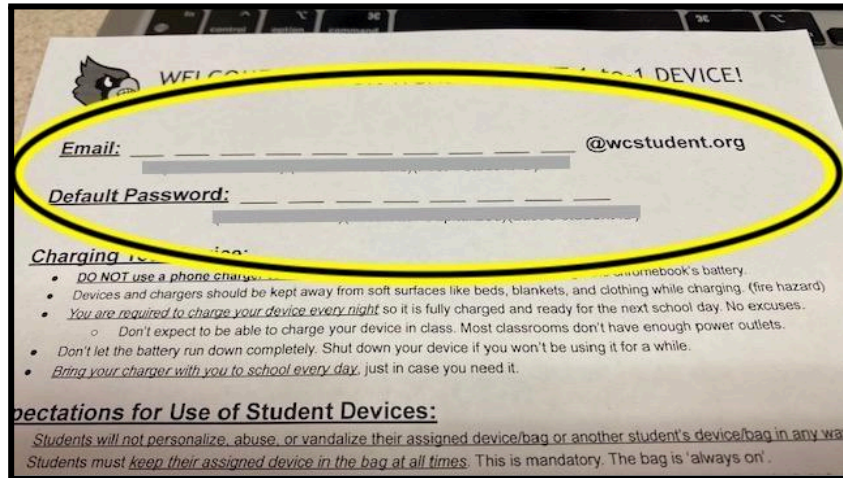 control option command
1-to-1 DEVICE!
Email: _ _ _ _ _ _ _ _ _ _ _ @wcstudent.org
Default Password: _ _ _ _ _ _ _ _ _ _
Charging
• DO NOT use a phone charger chromebook's battery.
• Devices and chargers should be kept away from soft surfaces like beds, blankets, and clothing while charging. (fire hazard)
• You are required to charge your device every night so it is fully charged and ready for the next school day. No excuses.
○ Don't expect to be able to charge your device in class. Most classrooms don't have enough power outlets.
• Don't let the battery run down completely. Shut down your device if you won't be using it for a while.
• Bring your charger with you to school every day, just in case you need it.
pectations for Use of Student Devices:
Students will not personalize, abuse, or vandalize their assigned device/bag or another student's device/bag in any wa
Students must keep their assigned device in the bag at all times. This is mandatory. The bag is 'always on'.